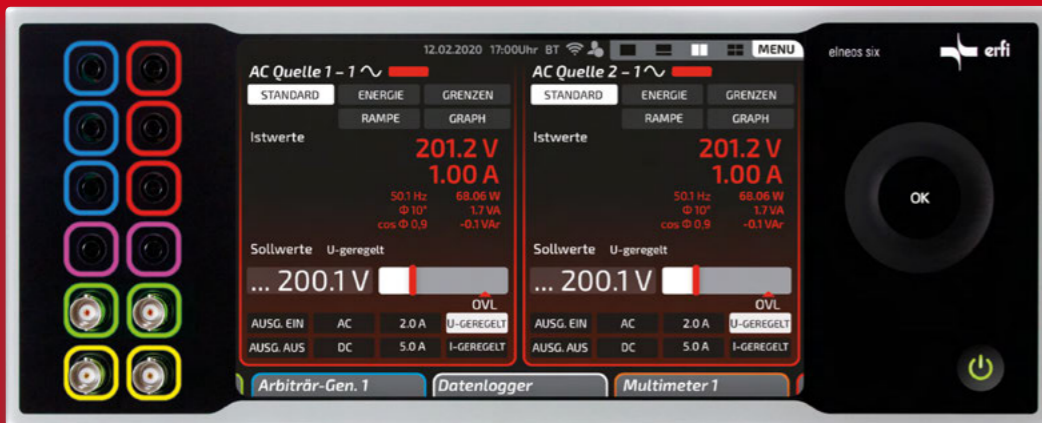 12.02.2020 17:00Uhr BT MENU
elneos six erfi
AC Quelle 1 – 1
STANDARD ENERGIE GRENZEN
RAMPE GRAPH
Istwerte
201.2 V
1.00 A
50.1 Hz 68.06 W
Φ 10° 1.7 VA
cos Φ 0,9 -0.1 VAr
Sollwerte U-geregelt
... 200.1 V
OVL
AUSG. EIN AC 2.0 A U-GEREGELT
AUSG. AUS DC 5.0 A I-GEREGELT
AC Quelle 2 – 1
STANDARD ENERGIE GRENZEN
RAMPE GRAPH
Istwerte
201.2 V
1.00 A
50.1 Hz 68.06 W
Φ 10° 1.7 VA
cos Φ 0,9 -0.1 VAr
Sollwerte U-geregelt
... 200.1 V
OVL
AUSG. EIN AC 2.0 A U-GEREGELT
AUSG. AUS DC 5.0 A I-GEREGELT
OK
Arbiträr-Gen. 1 Datenlogger Multimeter 1